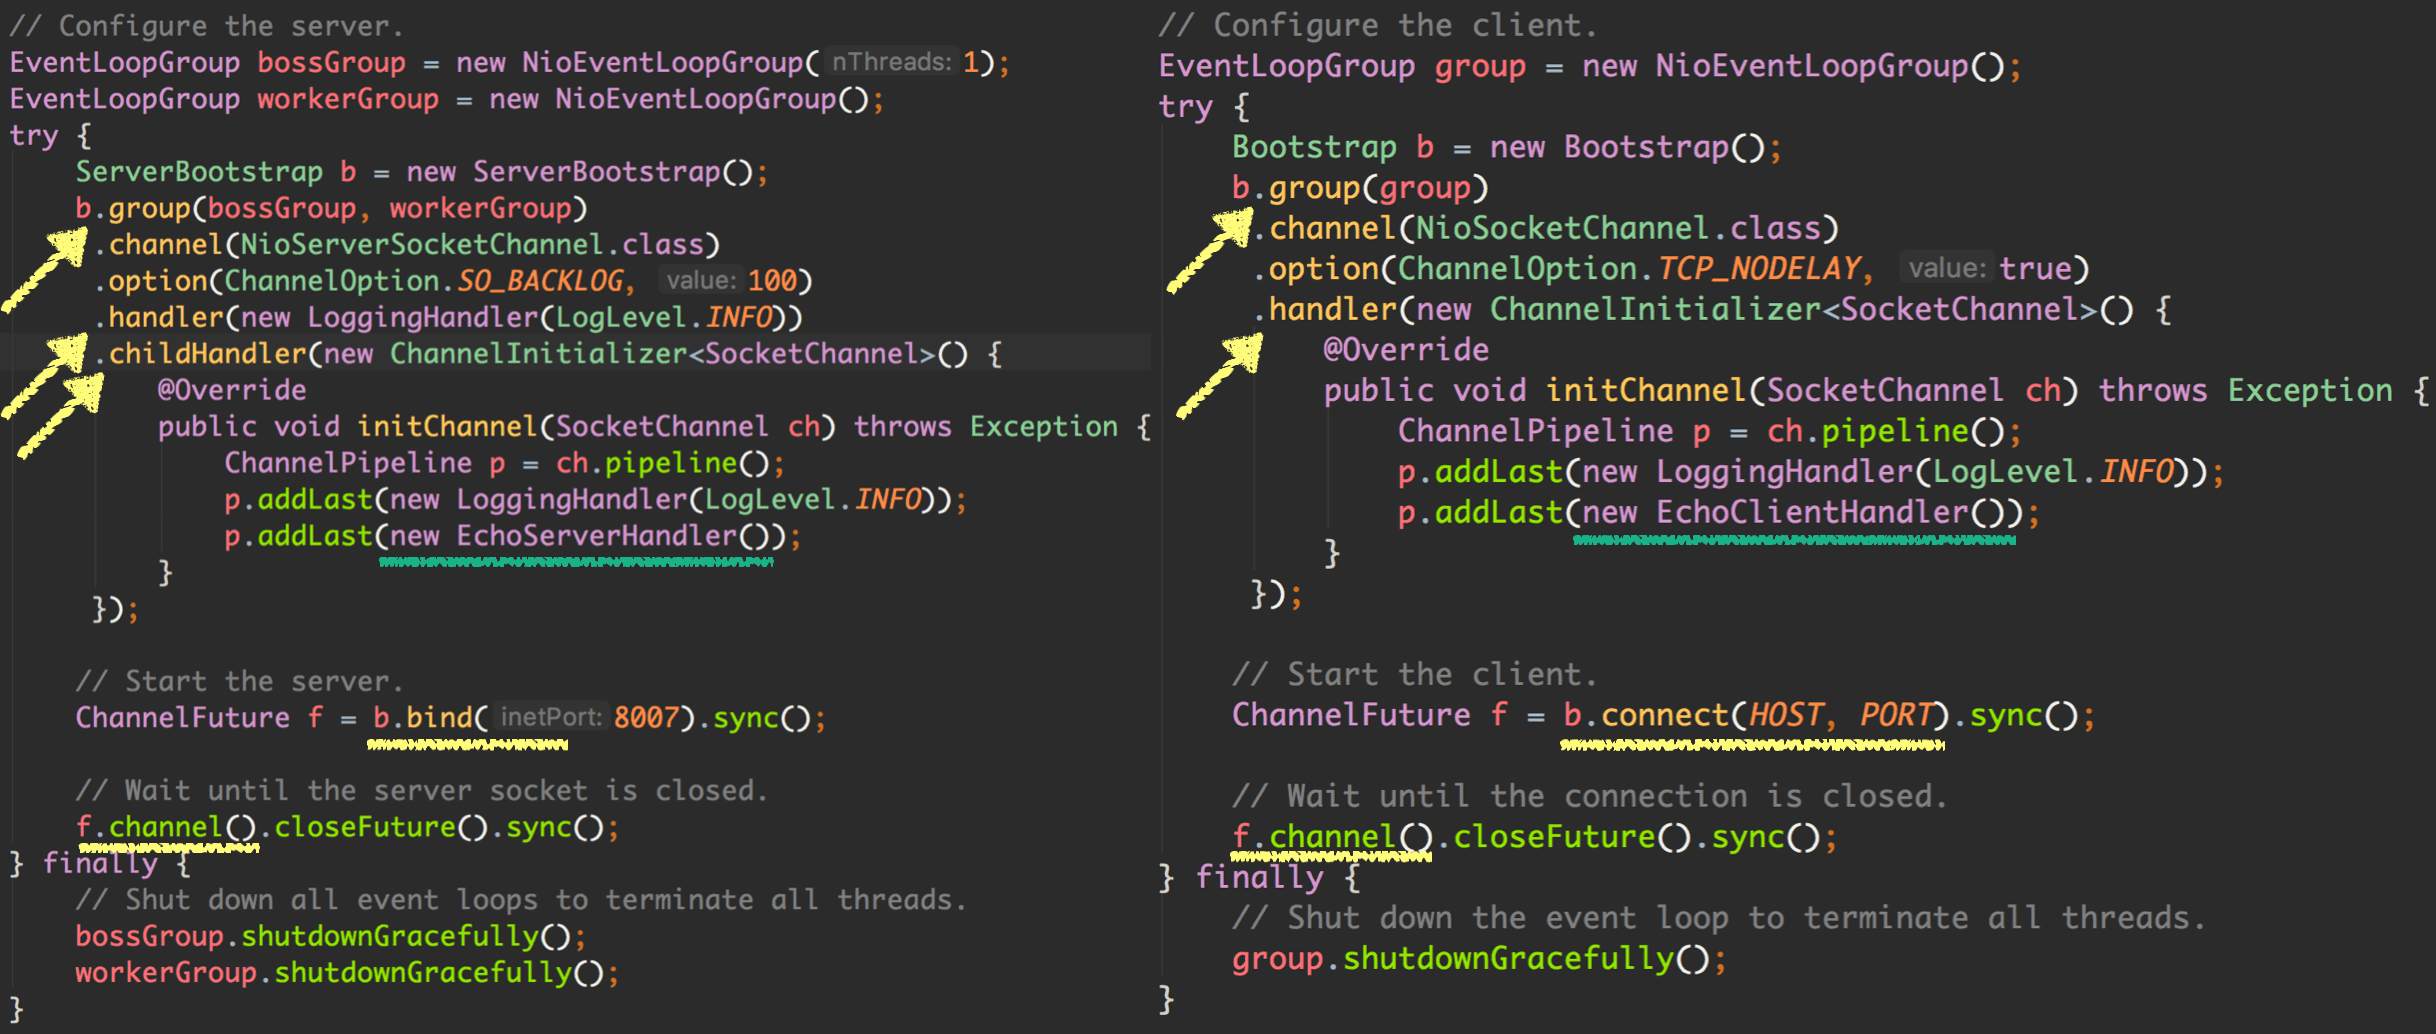 // Configure the server.
EventLoopGroup bossGroup = new NioEventLoopGroup( nThreads: 1);
EventLoopGroup workerGroup = new NioEventLoopGroup();
try {
    ServerBootstrap b = new ServerBootstrap();
    b.group(bossGroup, workerGroup)
     .channel(NioServerSocketChannel.class)
     .option(ChannelOption.SO_BACKLOG, value: 100)
     .handler(new LoggingHandler(LogLevel.INFO))
     .childHandler(new ChannelInitializer<SocketChannel>() {
         @Override
         public void initChannel(SocketChannel ch) throws Exception {
             ChannelPipeline p = ch.pipeline();
             p.addLast(new LoggingHandler(LogLevel.INFO));
             p.addLast(new EchoServerHandler());
         }
     });

    // Start the server.
    ChannelFuture f = b.bind( inetPort: 8007).sync();

    // Wait until the server socket is closed.
    f.channel().closeFuture().sync();
} finally {
    // Shut down all event loops to terminate all threads.
    bossGroup.shutdownGracefully();
    workerGroup.shutdownGracefully();
}
// Configure the client.
EventLoopGroup group = new NioEventLoopGroup();
try {
    Bootstrap b = new Bootstrap();
    b.group(group)
     .channel(NioSocketChannel.class)
     .option(ChannelOption.TCP_NODELAY, value: true)
     .handler(new ChannelInitializer<SocketChannel>() {
         @Override
         public void initChannel(SocketChannel ch) throws Exception {
             ChannelPipeline p = ch.pipeline();
             p.addLast(new LoggingHandler(LogLevel.INFO));
             p.addLast(new EchoClientHandler());
         }
     });

    // Start the client.
    ChannelFuture f = b.connect(HOST, PORT).sync();

    // Wait until the connection is closed.
    f.channel().closeFuture().sync();
} finally {
    // Shut down the event loop to terminate all threads.
    group.shutdownGracefully();
}